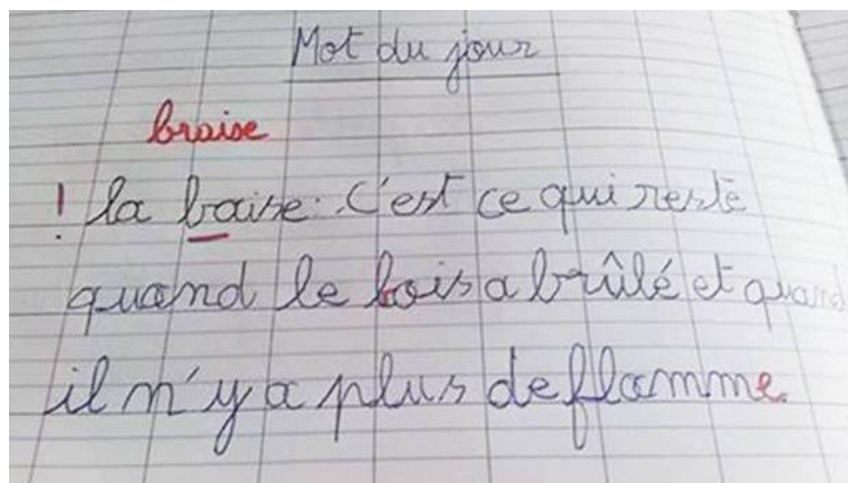 Mot du jour
braise
! la baise: C'est ce qui reste
quand le bois a brûlé et quand
il n'y a plus de flamme.